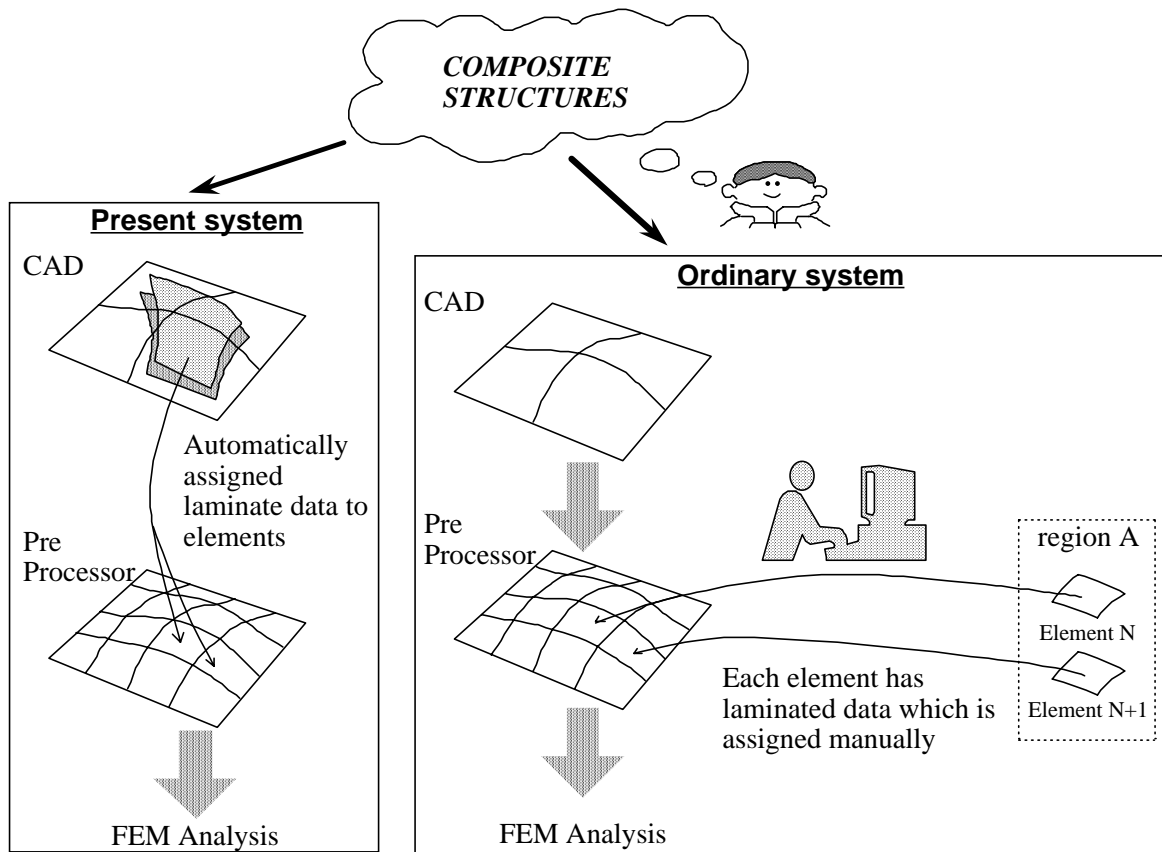 COMPOSITE
STRUCTURES
Present system
CAD
Automatically
assigned
laminate data to
elements
Pre
Processor
FEM Analysis
Ordinary system
CAD
Pre
Processor
region A
Element N
Element N+1
Each element has
laminated data which is
assigned manually
FEM Analysis